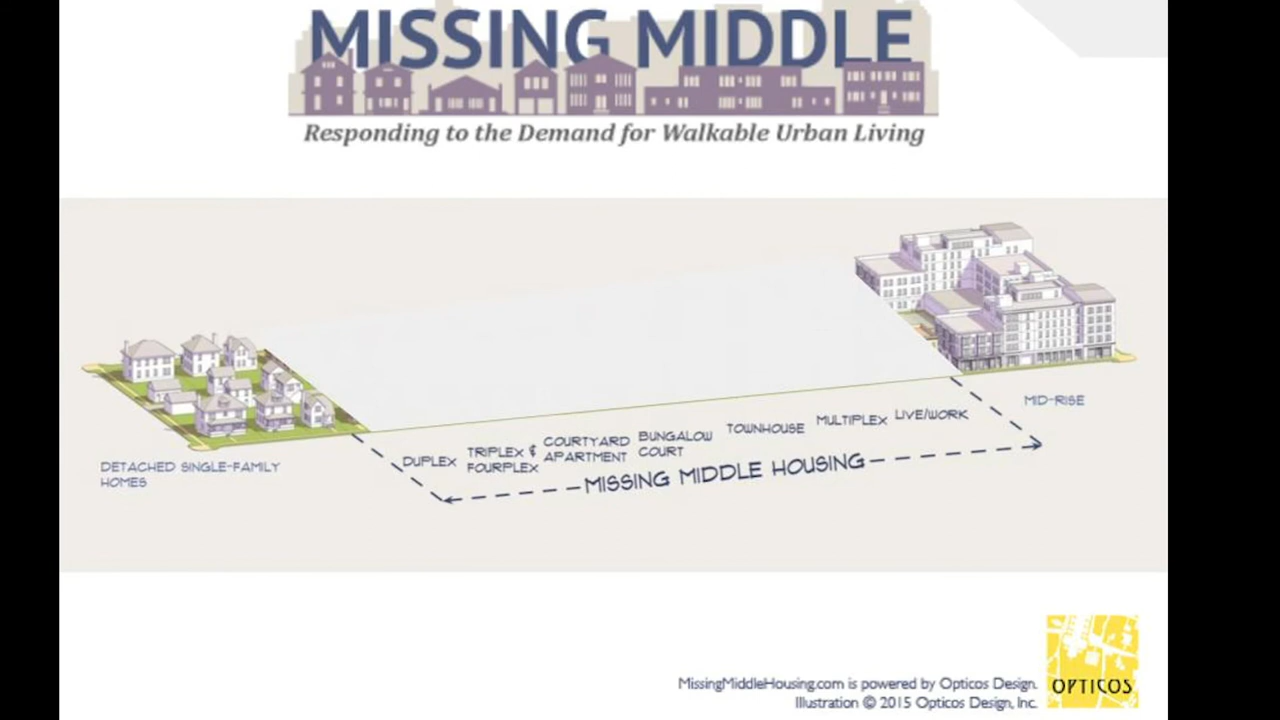 MISSING MIDDLE
Responding to the Demand for Walkable Urban Living
DETACHED SINGLE-FAMILY
HOMES
DUPLEX
TRIPLEX &
FOURPLEX
COURTYARD
APARTMENT
BUNGALOW
COURT
TOWNHOUSE
MULTIPLEX
LIVE/WORK
MID-RISE
MISSING MIDDLE HOUSING
MissingMiddleHousing.com is powered by Opticos Design.
Illustration © 2015 Opticos Design, Inc.
OPTICOS